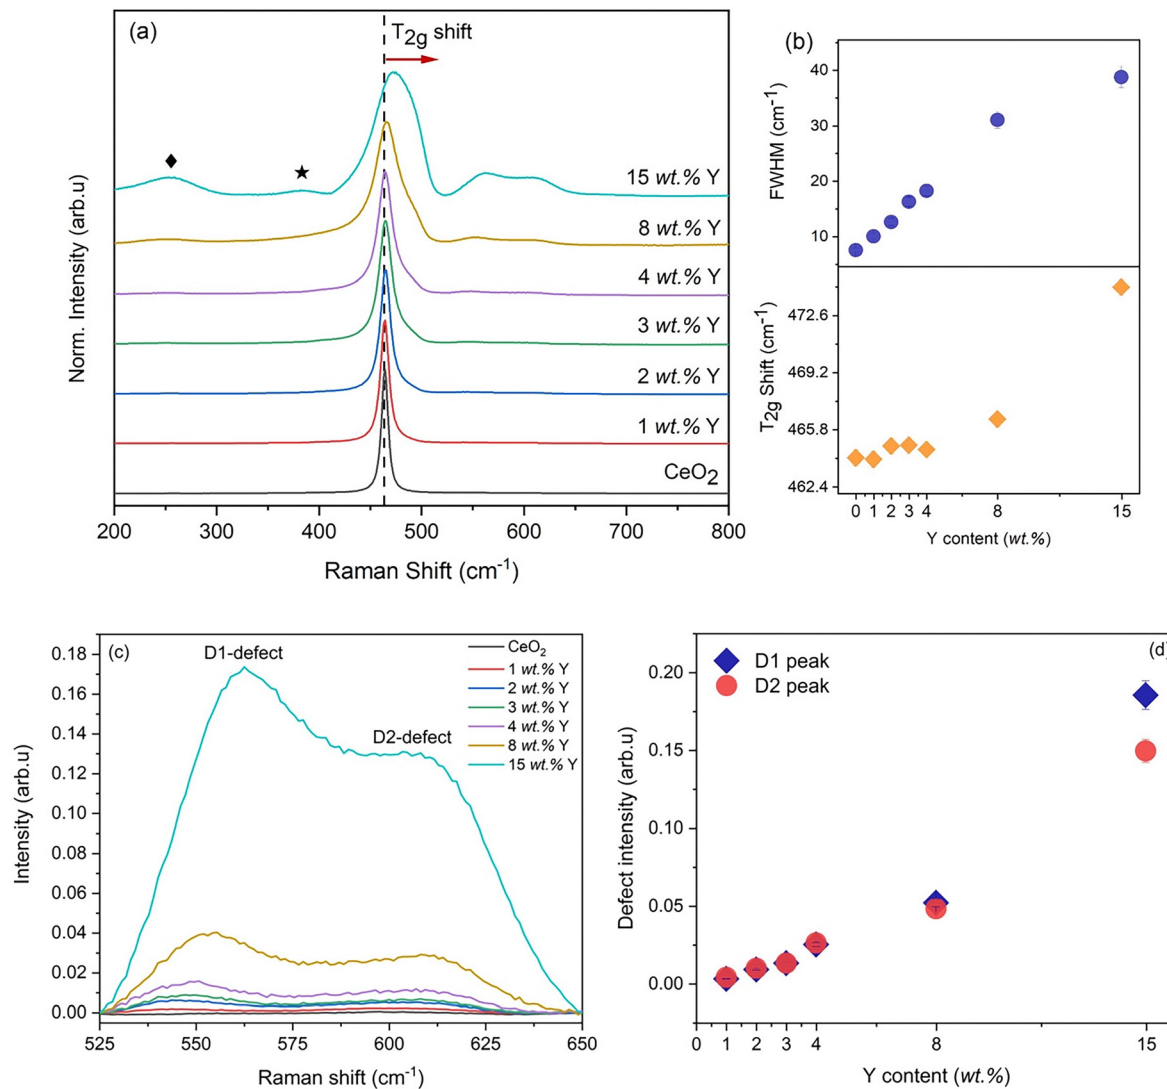 (a)
T2g shift
15 wt.% Y
8 wt.% Y
4 wt.% Y
3 wt.% Y
2 wt.% Y
1 wt.% Y
CeO2
Norm. Intensity (arb.u)
200 300 400 500 600 700 800
Raman Shift (cm-1)
(b)
FWHM (cm-1)
40
30
20
10
T2g Shift (cm-1)
472.6
469.2
465.8
462.4
0 1 2 3 4 8 15
Y content (wt.%)
(c)
D1-defect
D2-defect
CeO2
1 wt.% Y
2 wt.% Y
3 wt.% Y
4 wt.% Y
8 wt.% Y
15 wt.% Y
Intensity (arb.u)
0.18
0.16
0.14
0.12
0.10
0.08
0.06
0.04
0.02
0.00
525 550 575 600 625 650
Raman shift (cm-1)
(d)
D1 peak
D2 peak
Defect intensity (arb.u)
0.20
0.15
0.10
0.05
0.00
0 1 2 3 4 8 15
Y content (wt.%)